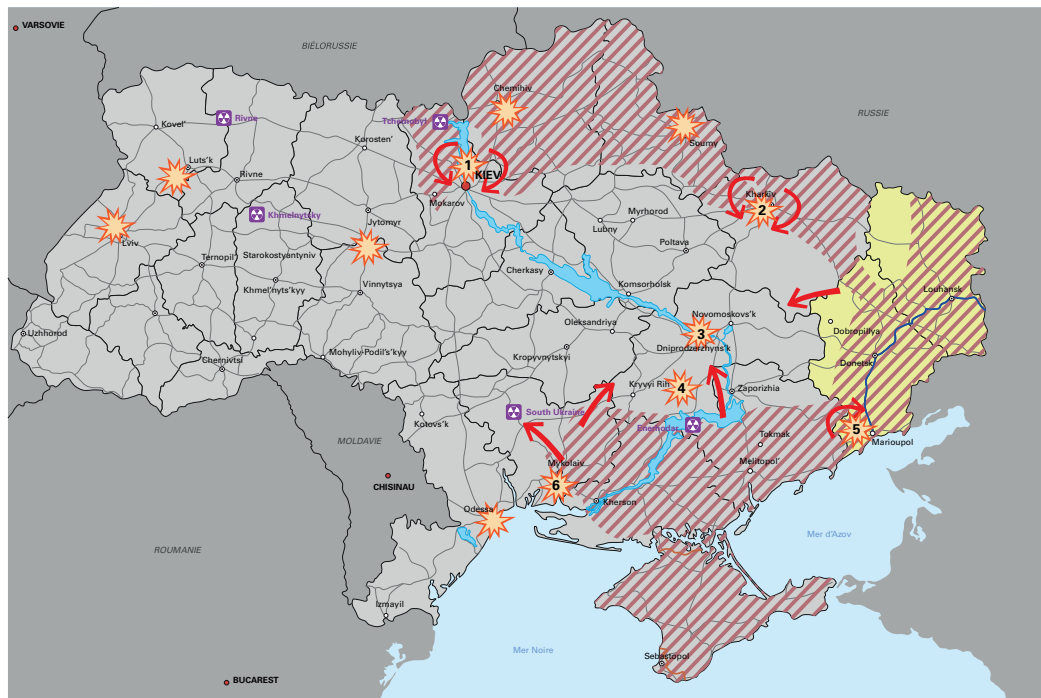 VARSOVIE
BIÉLORUSSIE
RUSSIE
Chernihiv
Kovel'
Rivne
Tchernobyl
Korosten'
Soumy
Luts'k
Rivne
1
KIEV
Mokarov
Kharkiv
2
Khmelnytsky
Jytomyr
Lviv
Myrhorod
Lubny
Poltava
Ternopil'
Starokostyantyniv
Cherkasy
Khmel'nyts'kyy
Vinnytsya
Komsorholsk
Louhansk
Uzhhorod
Oleksandriya
Novomoskovs'k
3
Dniprodzerzhyns'k
Dobropillya
Chernivtsi
Mohyliv-Podil's'kyy
Kropyvnytskyi
Donetsk
Kryvyi Rih
4
Zaporizhia
South Ukraine
Kotovs'k
Enerhodar
Tokmak
5
Marioupol
MOLDAVIE
Mykolaiv
Melitopol'
CHISINAU
6
Kherson
Odessa
Mer d'Azov
ROUMANIE
Izmayil
Mer Noire
Sebastopol
BUCAREST